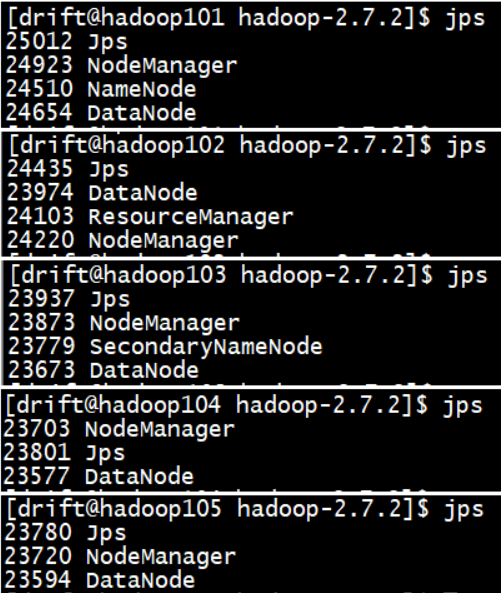 [drift@hadoop101 hadoop-2.7.2]$ jps
25012 Jps
24923 NodeManager
24510 NameNode
24654 DataNode
[drift@hadoop102 hadoop-2.7.2]$ jps
24435 Jps
23974 DataNode
24103 ResourceManager
24220 NodeManager
[drift@hadoop103 hadoop-2.7.2]$ jps
23937 Jps
23873 NodeManager
23779 SecondaryNameNode
23673 DataNode
[drift@hadoop104 hadoop-2.7.2]$ jps
23703 NodeManager
23801 Jps
23577 DataNode
[drift@hadoop105 hadoop-2.7.2]$ jps
23780 Jps
23720 NodeManager
23594 DataNode